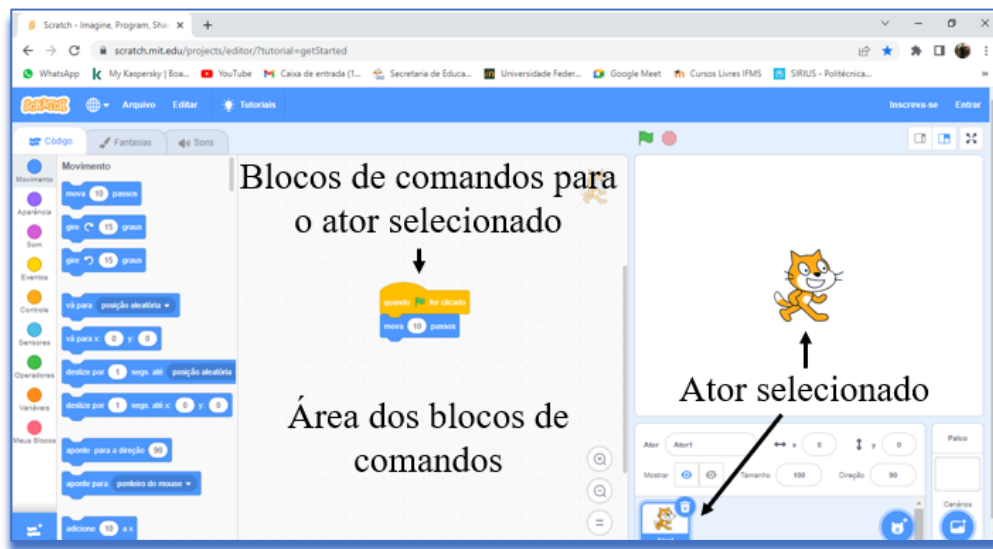 Scratch - Imagine, Program, Shar
scratch.mit.edu/projects/editor/?tutorial=getStarted
WhatsApp
My Kaspersky | Boa...
YouTube
Caixa de entrada (1...
Secretaria de Educa...
Universidade Feder...
Google Meet
Cursos Livres IFMS
SIRIUS - Politécnica...
SCRATCH
Arquivo
Editar
Tutoriais
Inscreva-se
Entrar
Código
Fantasias
Sons
Movimento
Aparência
Som
Eventos
Controle
Sensores
Operadores
Variáveis
Meus Blocos
Movimento
mova 10 passos
gire 15 graus
gire 15 graus
vá para posição aleatória
vá para x: 0 y: 0
deslize por 1 segs. até posição aleatória
deslize por 1 segs. até x: 0 y: 0
aponte para a direção 90
aponte para ponteiro do mouse
adicione 10 a x
Blocos de comandos para
o ator selecionado
quando for clicado
mova 10 passos
Área dos blocos de
comandos
Ator selecionado
Ator Ator1 x 0 y 0
Mostrar Tamanho 100 Direção 90
Ator1
Palco
Cenários